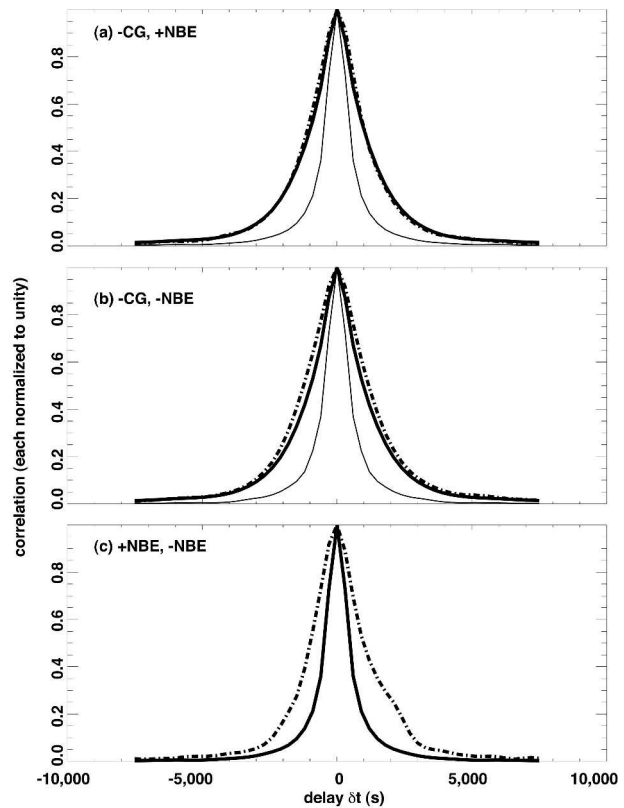 (a) -CG, +NBE
0.8
0.6
0.4
0.2
0.0
(b) -CG, -NBE
0.8
0.6
0.4
0.2
0.0
correlation (each normalized to unity)
(c) +NBE, -NBE
0.8
0.6
0.4
0.2
0.0
-10,000 -5,000 0 5,000 10,000
delay δt (s)